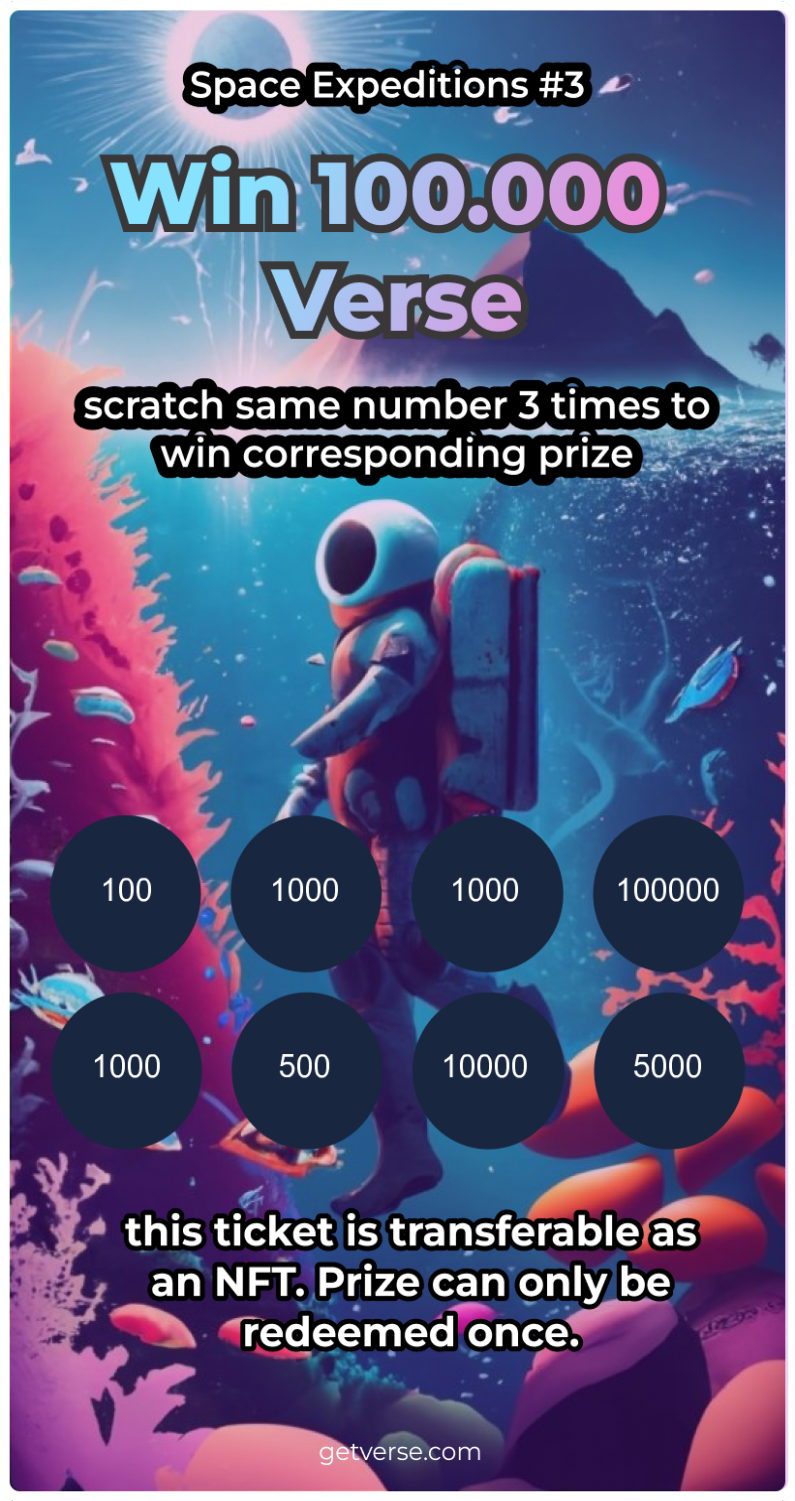 Space Expeditions #3
Win 100.000
Verse
scratch same number 3 times to
win corresponding prize
100 1000 1000 100000
1000 500 10000 5000
this ticket is transferable as
an NFT. Prize can only be
redeemed once.
getverse.com